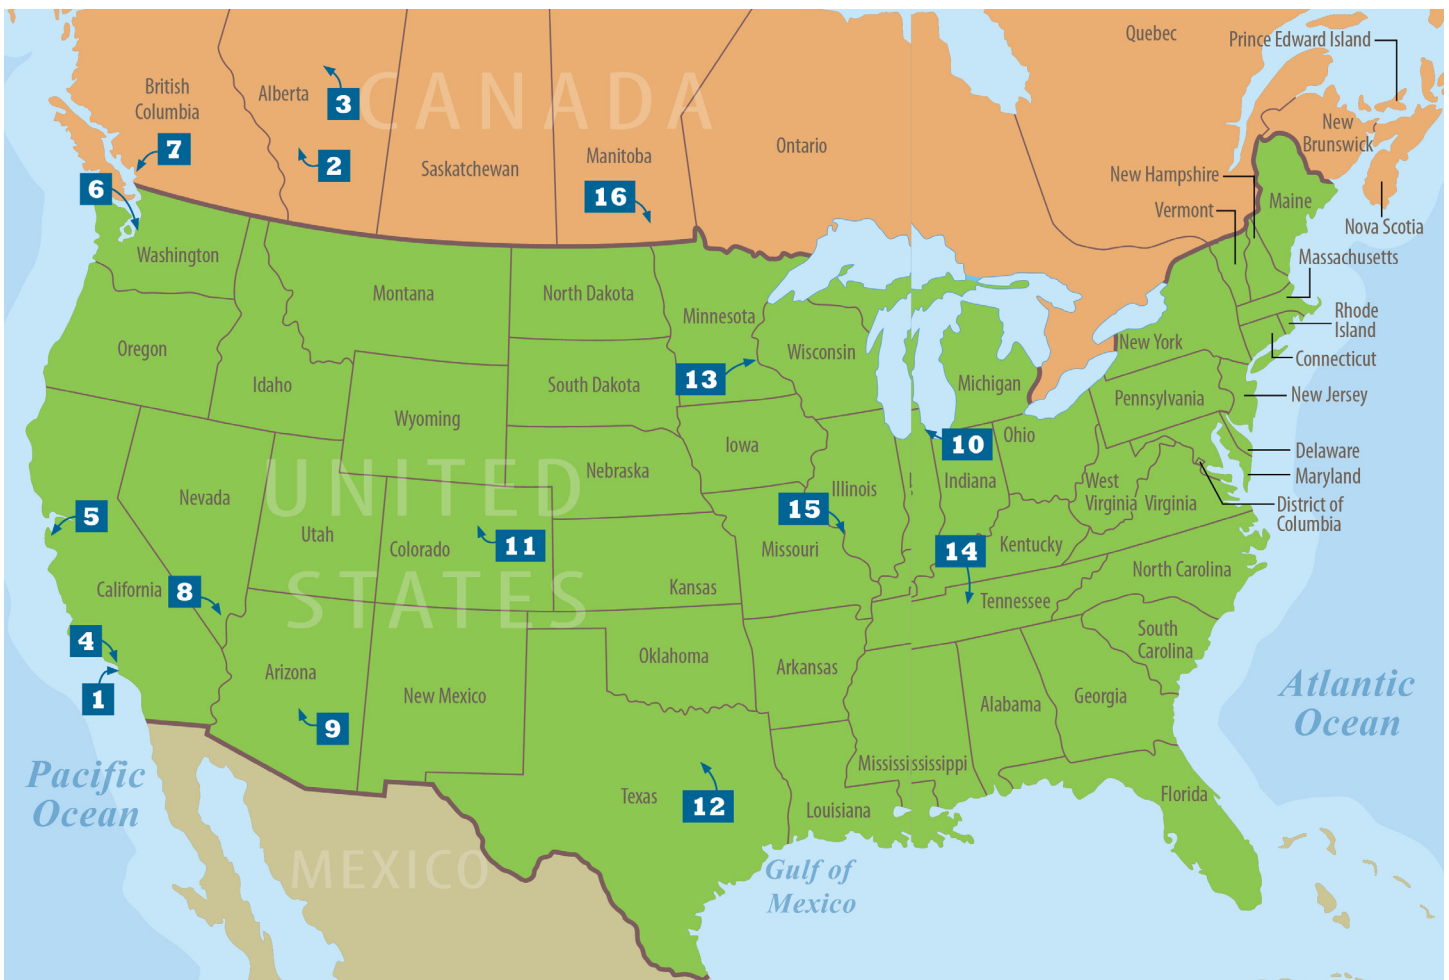 Quebec
Prince Edward Island
British
Columbia
Alberta
3
CANADA
New
Brunswick
Ontario
7
2
Saskatchewan
Manitoba
16
6
New Hampshire
Maine
Vermont
Nova Scotia
Washington
Massachusetts
Montana
North Dakota
Minnesota
Rhode
Island
Oregon
New York
Wisconsin
Connecticut
13
Idaho
South Dakota
Michigan
Pennsylvania
New Jersey
Wyoming
Ohio
10
Iowa
Delaware
Nebraska
Maryland
UNITED
Nevada
Illinois
Indiana
West
Virginia
Virginia
District of
Columbia
5
15
Utah
Colorado
11
Missouri
14
Kentucky
North Carolina
California
8
STATES
Kansas
Tennessee
4
South
Carolina
1
Arizona
New Mexico
Oklahoma
Arkansas
Atlantic
Ocean
9
Alabama
Georgia
Pacific
Ocean
Mississississippi
Texas
12
Louisiana
Florida
MEXICO
Gulf of
Mexico